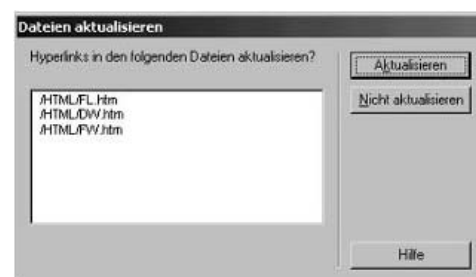 Dateien aktualisieren
Hyperlinks in den folgenden Dateien aktualisieren?
Aktualisieren
Nicht aktualisieren
/HTML/FL.htm
/HTML/DW.htm
/HTML/FW.htm
Hilfe